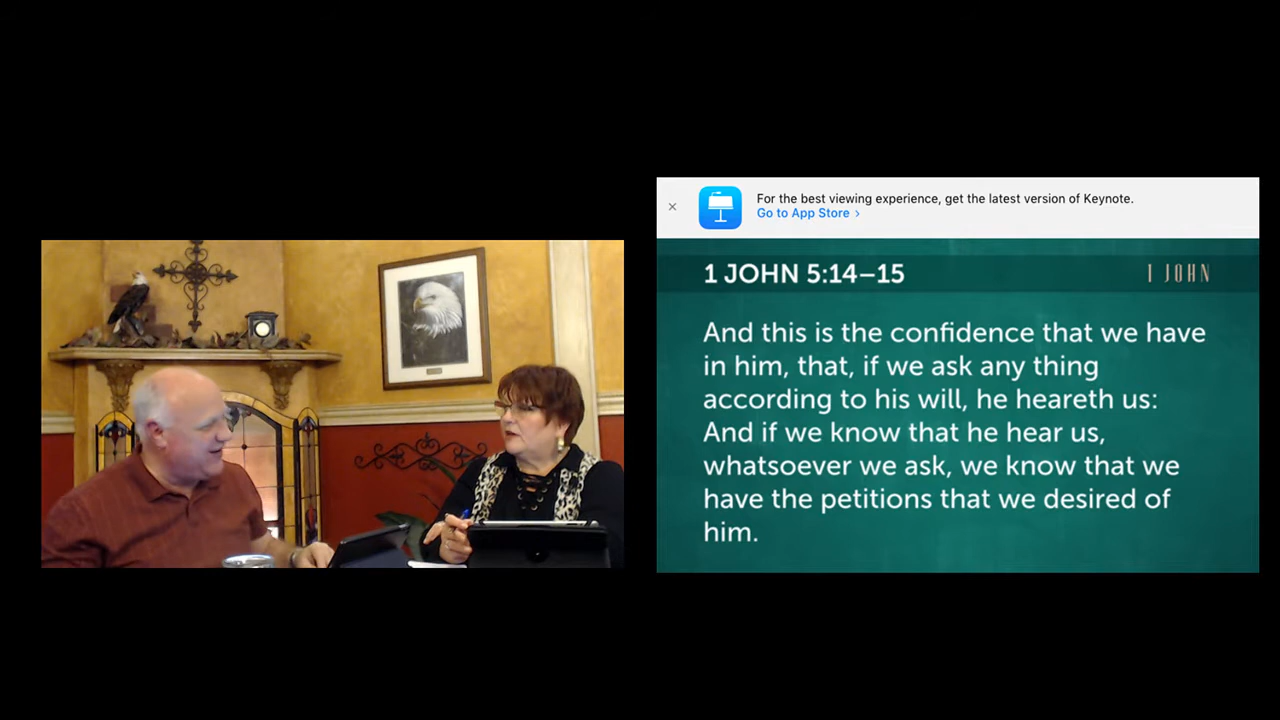 For the best viewing experience, get the latest version of Keynote.
Go to App Store >
1 JOHN 5:14–15
1 JOHN
And this is the confidence that we have
in him, that, if we ask any thing
according to his will, he heareth us:
And if we know that he hear us,
whatsoever we ask, we know that we
have the petitions that we desired of
him.